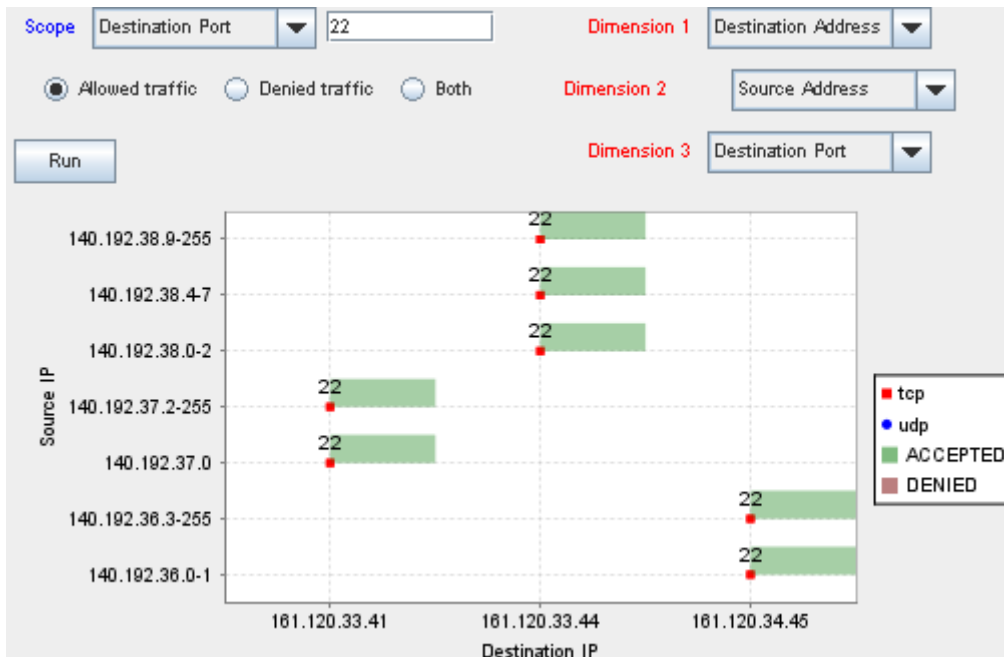 Scope Destination Port 22 Dimension 1 Destination Address
Allowed traffic Denied traffic Both Dimension 2 Source Address
Run Dimension 3 Destination Port
22
140.192.38.9-255
22
140.192.38.4-7
22
140.192.38.0-2
22
140.192.37.2-255
22
140.192.37.0
22
140.192.36.3-255
22
140.192.36.0-1
Source IP
161.120.33.41 161.120.33.44 161.120.34.45
Destination IP
tcp
udp
ACCEPTED
DENIED